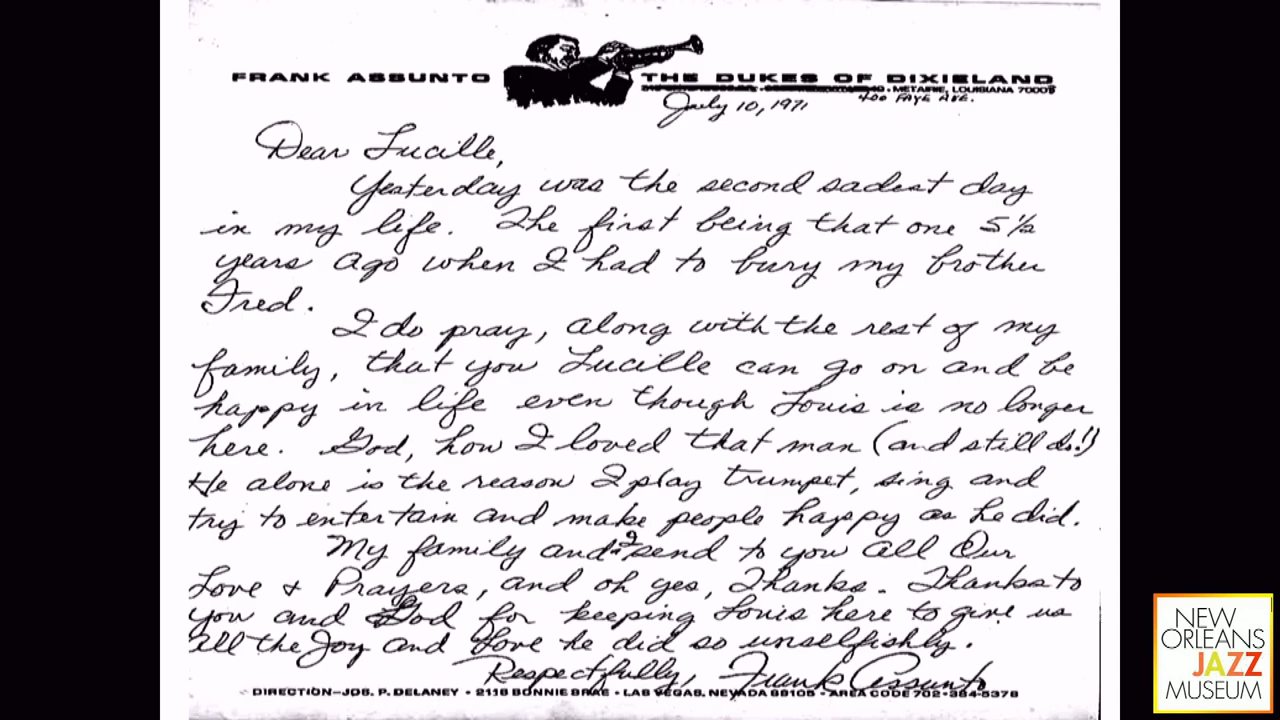 FRANK ASSUNTO THE DUKES OF DIXIELAND
METAIRIE, LOUISIANA 70005
400 FAYE AVE.
July 10, 1971
Dear Lucille,
Yesterday was the second sadest day
in my life. The first being that one 5½
years ago when I had to bury my brother
Fred.
I do pray, along with the rest of my
family, that you Lucille can go on and be
happy in life even though Louis is no longer
here. God, how I loved that man (and still do!)
He alone is the reason I play trumpet, sing and
try to entertain and make people happy as he did.
My family and I send to you all Our
Love & Prayers, and oh yes, Thanks. Thanks to
you and God for keeping Louis here to give us
all the Joy and Love he did so unselfishly.
Respectfully, Frank Assunto
DIRECTION—JOS. P. DELANEY • 2116 BONNIE BRAE • LAS VEGAS, NEVADA 89105 • AREA CODE 702-384-5378
NEW
ORLEANS
JAZZ
MUSEUM